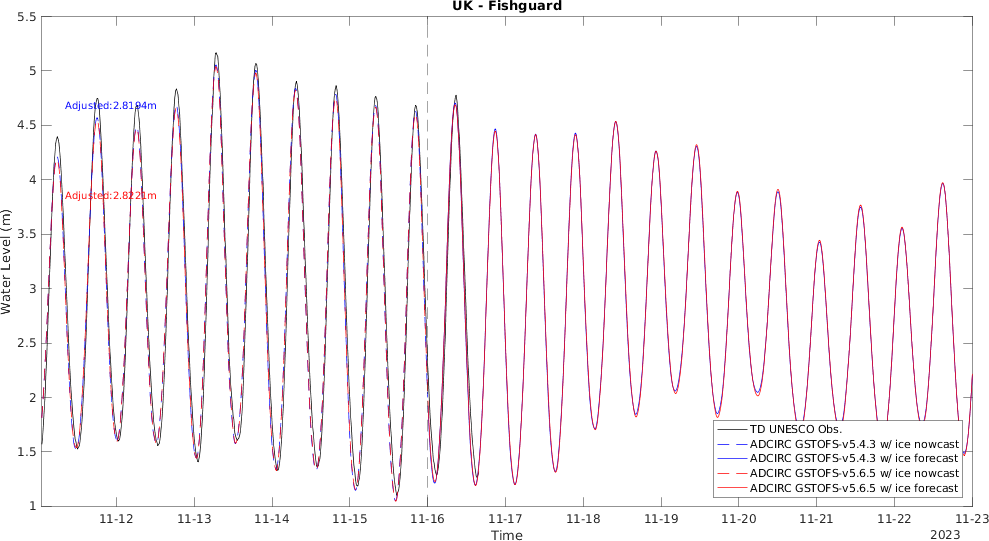 UK - Fishguard
5.5
5
4.5
4
3.5
3
2.5
2
1.5
1
Water Level (m)
Adjusted:2.8194m
Adjusted:2.8221m
TD UNESCO Obs.
ADCIRC GSTOFS-v5.4.3 w/ ice nowcast
ADCIRC GSTOFS-v5.4.3 w/ ice forecast
ADCIRC GSTOFS-v5.6.5 w/ ice nowcast
ADCIRC GSTOFS-v5.6.5 w/ ice forecast
11-12 11-13 11-14 11-15 11-16 11-17 11-18 11-19 11-20 11-21 11-22 11-23
Time
2023